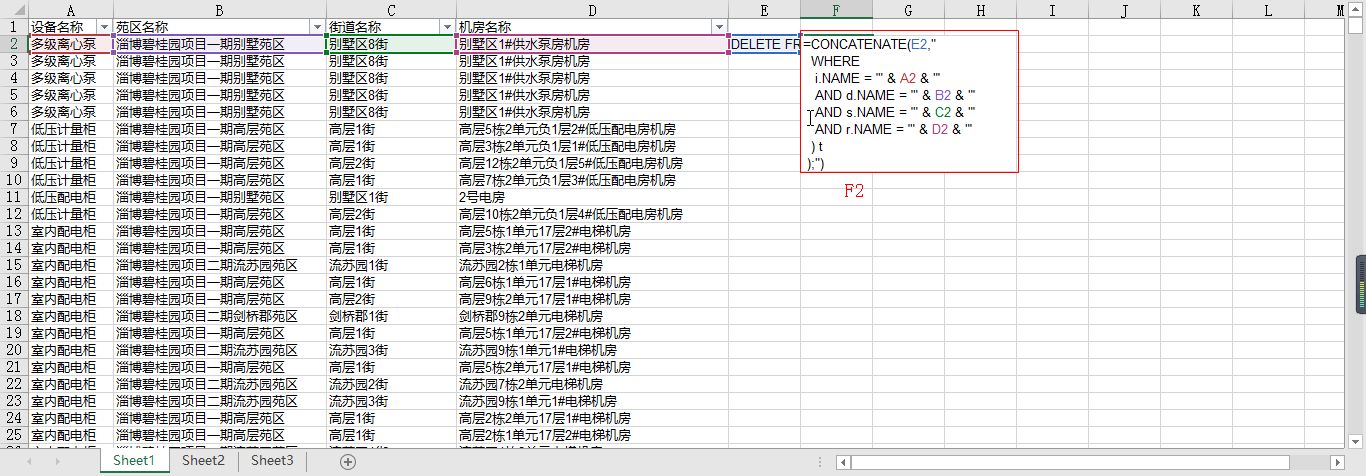 A B C D E F G H I J K L M
1 设备名称 苑区名称 街道名称 机房名称
2 多级离心泵 淄博碧桂园项目一期别墅苑区 别墅区8街 别墅区1#供水泵房机房 DELETE FR =CONCATENATE(E2,"
WHERE
3 多级离心泵 淄博碧桂园项目一期别墅苑区 别墅区8街 别墅区1#供水泵房机房
i.NAME = '" & A2 & "'
4 多级离心泵 淄博碧桂园项目一期别墅苑区 别墅区8街 别墅区1#供水泵房机房
AND d.NAME = '" & B2 & "'
5 多级离心泵 淄博碧桂园项目一期别墅苑区 别墅区8街 别墅区1#供水泵房机房
AND s.NAME = '" & C2 & "'
6 多级离心泵 淄博碧桂园项目一期别墅苑区 别墅区8街 别墅区1#供水泵房机房
AND r.NAME = '" & D2 & "'
7 低压计量柜 淄博碧桂园项目一期高层苑区 高层1街 高层5栋2单元负1层2#低压配电房机房
) t
8 低压计量柜 淄博碧桂园项目一期高层苑区 高层1街 高层3栋2单元负1层1#低压配电房机房
);")
9 低压计量柜 淄博碧桂园项目一期高层苑区 高层2街 高层12栋2单元负1层5#低压配电房机房
10 低压计量柜 淄博碧桂园项目一期高层苑区 高层1街 高层7栋2单元负1层3#低压配电房机房
F2
11 低压配电柜 淄博碧桂园项目一期别墅苑区 别墅区1街 2号电房
12 低压计量柜 淄博碧桂园项目一期高层苑区 高层2街 高层10栋2单元负1层4#低压配电房机房
13 室内配电柜 淄博碧桂园项目一期高层苑区 高层1街 高层5栋1单元17层2#电梯机房
14 室内配电柜 淄博碧桂园项目一期高层苑区 高层1街 高层3栋2单元17层2#电梯机房
15 室内配电柜 淄博碧桂园项目二期流苏园苑区 流苏园1街 流苏园2栋1单元电梯机房
16 室内配电柜 淄博碧桂园项目一期高层苑区 高层1街 高层6栋1单元17层1#电梯机房
17 室内配电柜 淄博碧桂园项目一期高层苑区 高层2街 高层9栋2单元17层1#电梯机房
18 室内配电柜 淄博碧桂园项目二期剑桥郡苑区 剑桥郡1街 剑桥郡9栋2单元电梯机房
19 室内配电柜 淄博碧桂园项目一期高层苑区 高层1街 高层5栋1单元17层2#电梯机房
20 室内配电柜 淄博碧桂园项目二期流苏园苑区 流苏园3街 流苏园9栋1单元1#电梯机房
21 室内配电柜 淄博碧桂园项目一期高层苑区 高层1街 高层5栋2单元17层1#电梯机房
22 室内配电柜 淄博碧桂园项目二期流苏园苑区 流苏园2街 流苏园7栋2单元电梯机房
23 室内配电柜 淄博碧桂园项目二期流苏园苑区 流苏园3街 流苏园9栋1单元1#电梯机房
24 室内配电柜 淄博碧桂园项目一期高层苑区 高层1街 高层2栋2单元17层1#电梯机房
25 室内配电柜 淄博碧桂园项目一期高层苑区 高层1街 高层2栋1单元17层2#电梯机房
Sheet1 Sheet2 Sheet3